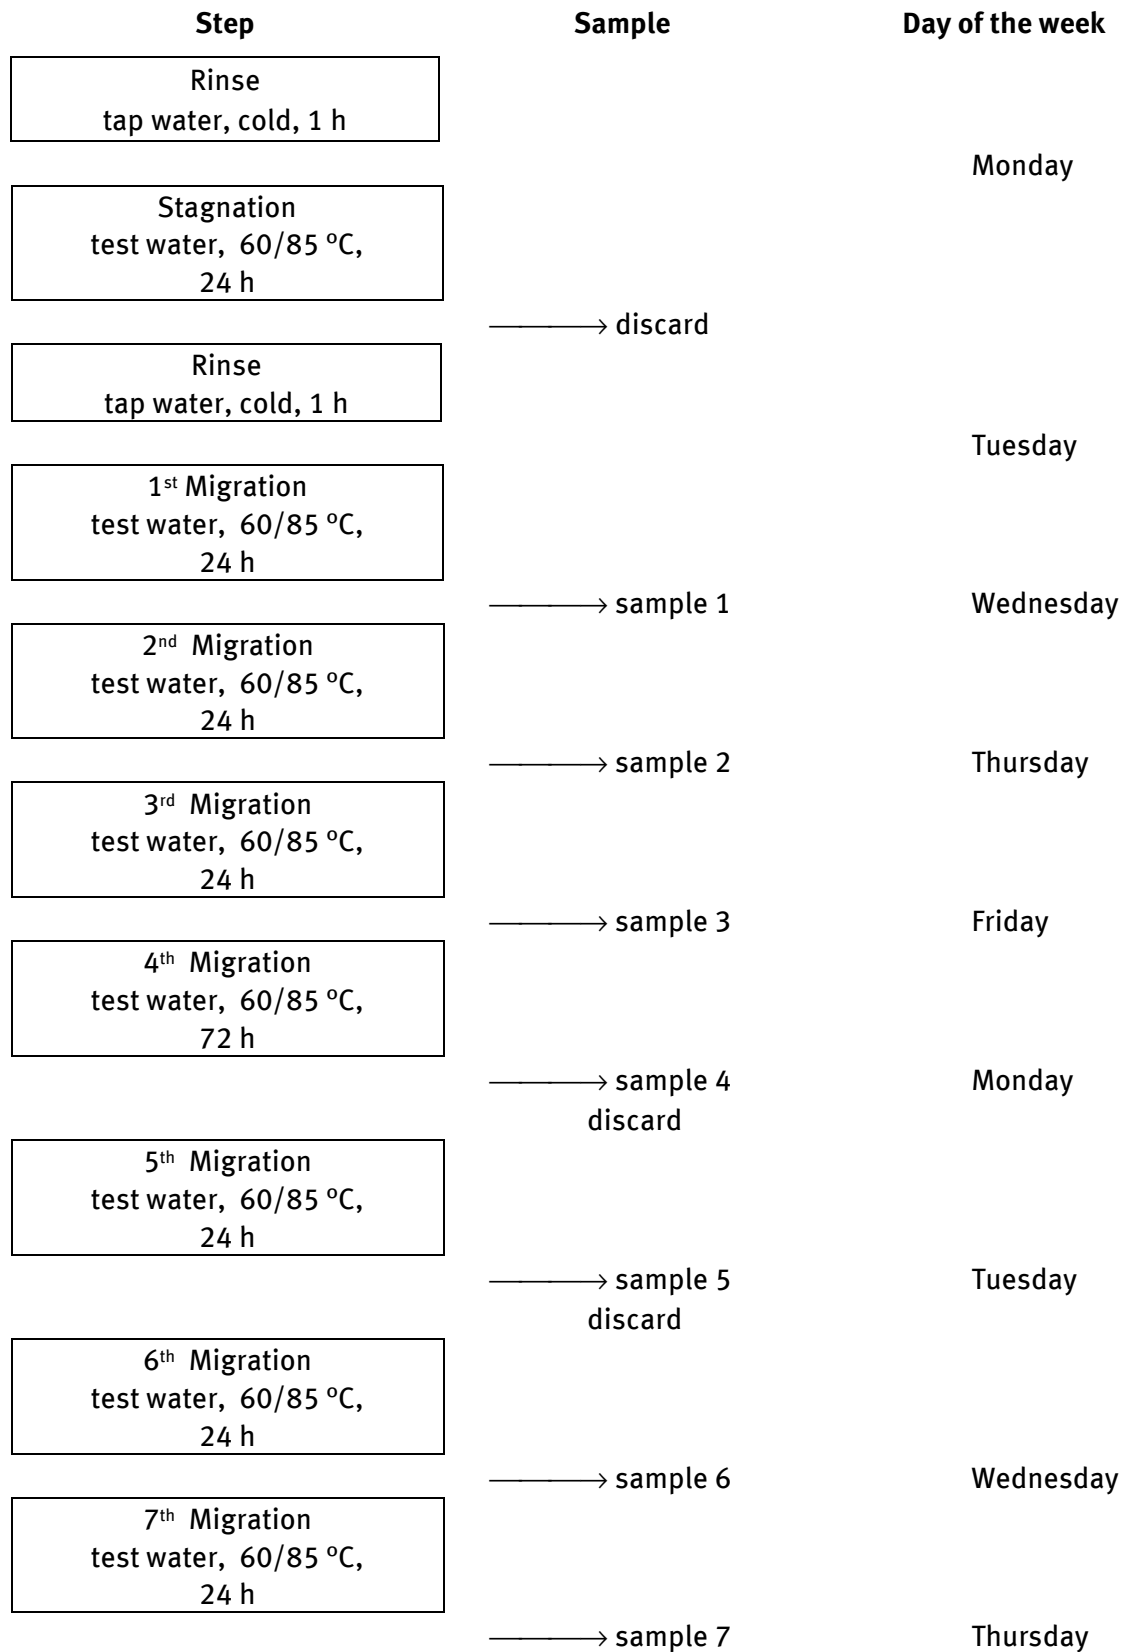 Step Sample Day of the week
Rinse
tap water, cold, 1 h
Monday
Stagnation
test water, 60/85 °C,
24 h
→ discard
Rinse
tap water, cold, 1 h
Tuesday
1st Migration
test water, 60/85 °C,
24 h
→ sample 1 Wednesday
2nd Migration
test water, 60/85 °C,
24 h
→ sample 2 Thursday
3rd Migration
test water, 60/85 °C,
24 h
→ sample 3 Friday
4th Migration
test water, 60/85 °C,
72 h
→ sample 4 Monday
discard
5th Migration
test water, 60/85 °C,
24 h
→ sample 5 Tuesday
discard
6th Migration
test water, 60/85 °C,
24 h
→ sample 6 Wednesday
7th Migration
test water, 60/85 °C,
24 h
→ sample 7 Thursday